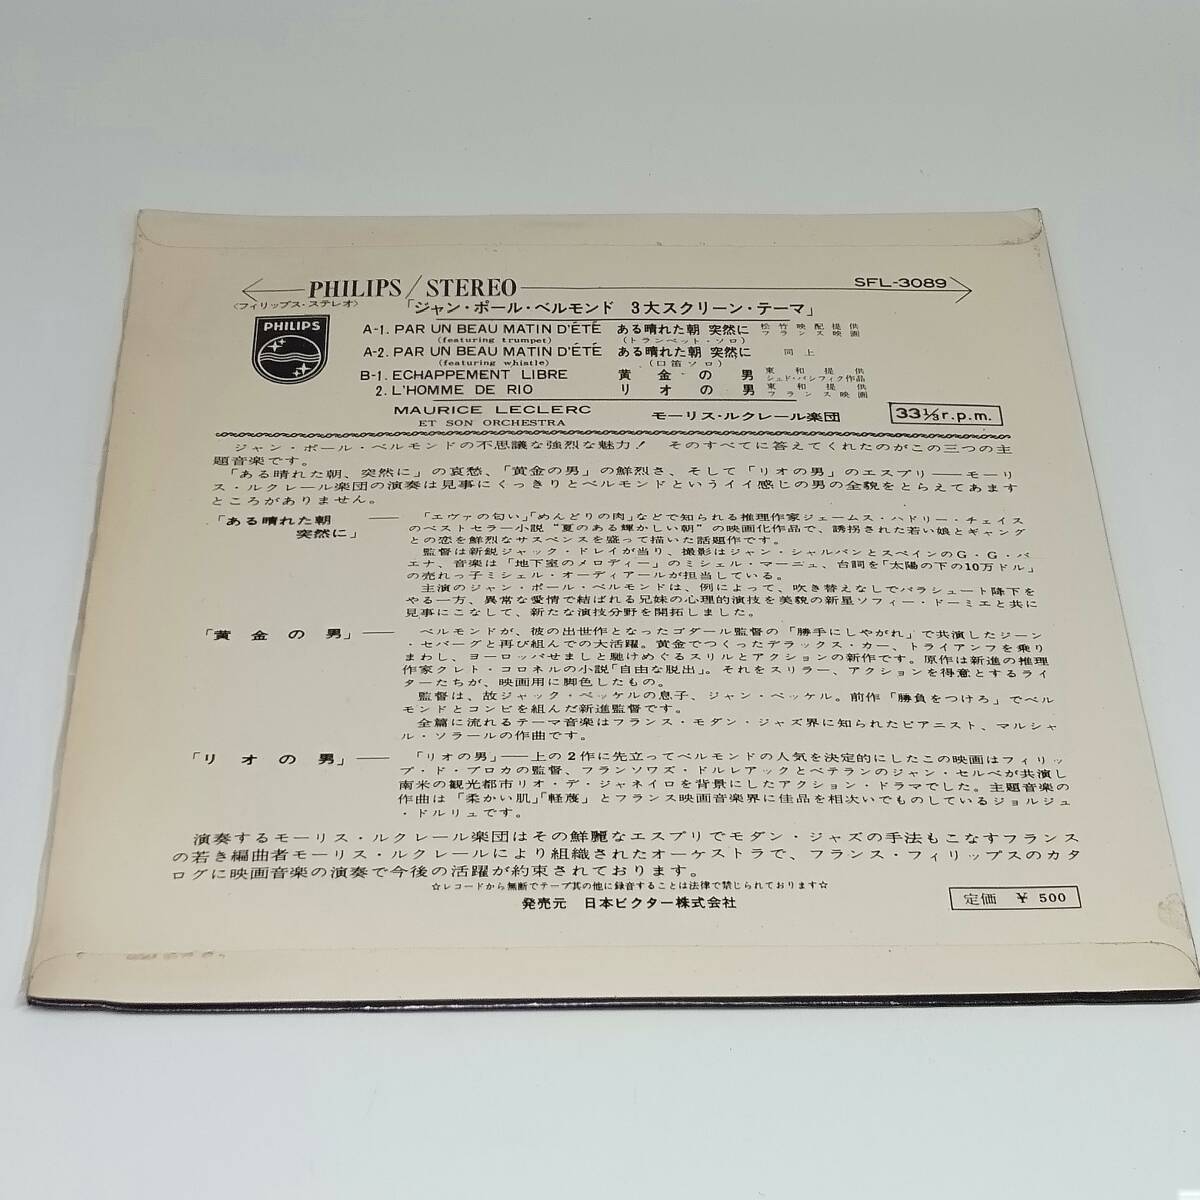 PHILIPS/STEREO
SFL-3089
〈フィリップス・ステレオ〉
「ジャン・ポール・ベルモンド 3大スクリーン・テーマ」
PHILIPS
A-1. PAR UN BEAU MATIN D'ÉTÉ ある晴れた朝 突然に 松竹映配提供 フランス映画
(featuring trumpet) (トランペット・ソロ)
A-2. PAR UN BEAU MATIN D'ÉTÉ ある晴れた朝 突然に 同上
(featuring whistle) (口笛ソロ)
B-1. ECHAPPEMENT LIBRE 黄金の男 東和提供 シェド・パシフィク作品
2. L'HOMME DE RIO リオの男 東和提供 フランス映画
MAURICE LECLERC モーリス・ルクレール楽団 33⅓r.p.m.
ET SON ORCHESTRA
ジャン・ポール・ベルモンドの不思議な強烈な魅力! そのすべてに答えてくれたのがこの三つの主
題音楽です。
「ある晴れた朝、突然に」の哀愁、「黄金の男」の鮮烈さ、そして「リオの男」のエスプリ——モーリ
ス・ルクレール楽団の演奏は見事にくっきりとベルモンドというイイ感じの男の全貌をとらえてあます
ところがありません。
「ある晴れた朝 突然に」——「エヴァの匂い」「めんどりの肉」などで知られる推理作家ジェームス・ハドリー・チェイス
のベストセラー小説“夏のある輝かしい朝”の映画化作品で、誘拐された若い娘とギャング
との恋を鮮烈なサスペンスを盛って描いた話題作です。
監督は新鋭ジャック・ドレイが当り、撮影はジャン・シャルバンとスペインのG・G・バ
エナ、音楽は「地下室のメロディー」のミシェル・マーニュ、台詞を「太陽の下の10万ドル」
の売れっ子ミシェル・オーディアールが担当している。
主演のジャン・ポール・ベルモンドは、例によって、吹き替えなしでパラシュート降下を
やる一方、異常な愛情で結ばれる兄妹の心理的演技を美貌の新星ソフィー・ドーミエと共に
見事にこなして、新たな演技分野を開拓しました。
「黄金の男」——ベルモンドが、彼の出世作となったゴダール監督の「勝手にしやがれ」で共演したジーン
・セバーグと再び組んでの大活躍。黄金でつくったデラックス・カー、トライアンフを乗り
まわし、ヨーロッパせましと馳けめぐるスリルとアクションの新作です。原作は新進の推理
作家クレト・コロネルの小説「自由な脱出」。それをスリラー、アクションを得意とするライ
ターたちが、映画用に脚色したもの。
監督は、故ジャック・ベッケルの息子、ジャン・ベッケル。前作「勝負をつけろ」でベル
モンドとコンビを組んだ新進監督です。
全篇に流れるテーマ音楽はフランス・モダン・ジャズ界に知られたピアニスト、マルシャ
ル・ソラールの作曲です。
「リオの男」——「リオの男」——上の2作に先立ってベルモンドの人気を決定的にしたこの映画はフィリッ
プ・ド・ブロカの監督、フランソワズ・ドルレアックとベテランのジャン・セルベが共演し
南米の観光都市リオ・デ・ジャネイロを背景にしたアクション・ドラマでした。主題音楽の
作曲は「柔かい肌」「軽蔑」とフランス映画音楽界に佳品を相次いでものしているジョルジュ
・ドルリュです。
演奏するモーリス・ルクレール楽団はその鮮麗なエスプリでモダン・ジャズの手法もこなすフランス
の若き編曲者モーリス・ルクレールにより組織されたオーケストラで、フランス・フィリップスのカタ
ログに映画音楽の演奏で今後の活躍が約束されております。
☆レコードから無断でテープ其の他に録音することは法律で禁じられております☆
発売元 日本ビクター株式会社
定価 ¥ 500